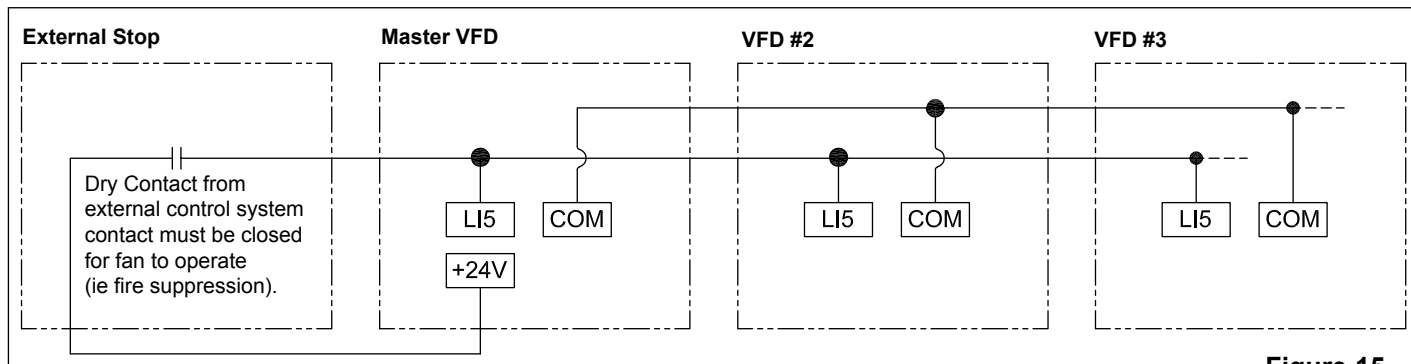 External Stop
Master VFD
VFD #2
VFD #3
Dry Contact from
external control system
contact must be closed
for fan to operate
(ie fire suppression).
LI5
COM
+24V
LI5
COM
LI5
COM
Figure 15